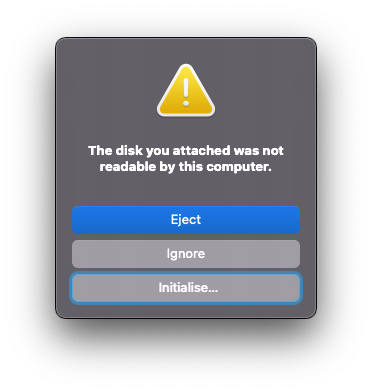 The disk you attached was not
readable by this computer.
Eject
Ignore
Initialise...